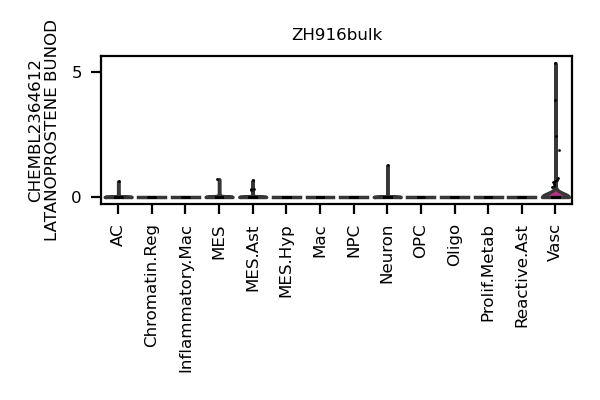 ZH916bulk
CHEMBL2364612
LATANOPROSTENE BUNOD
5
0
AC
Chromatin.Reg
Inflammatory.Mac
MES
MES.Ast
MES.Hyp
Mac
NPC
Neuron
OPC
Oligo
Prolif.Metab
Reactive.Ast
Vasc